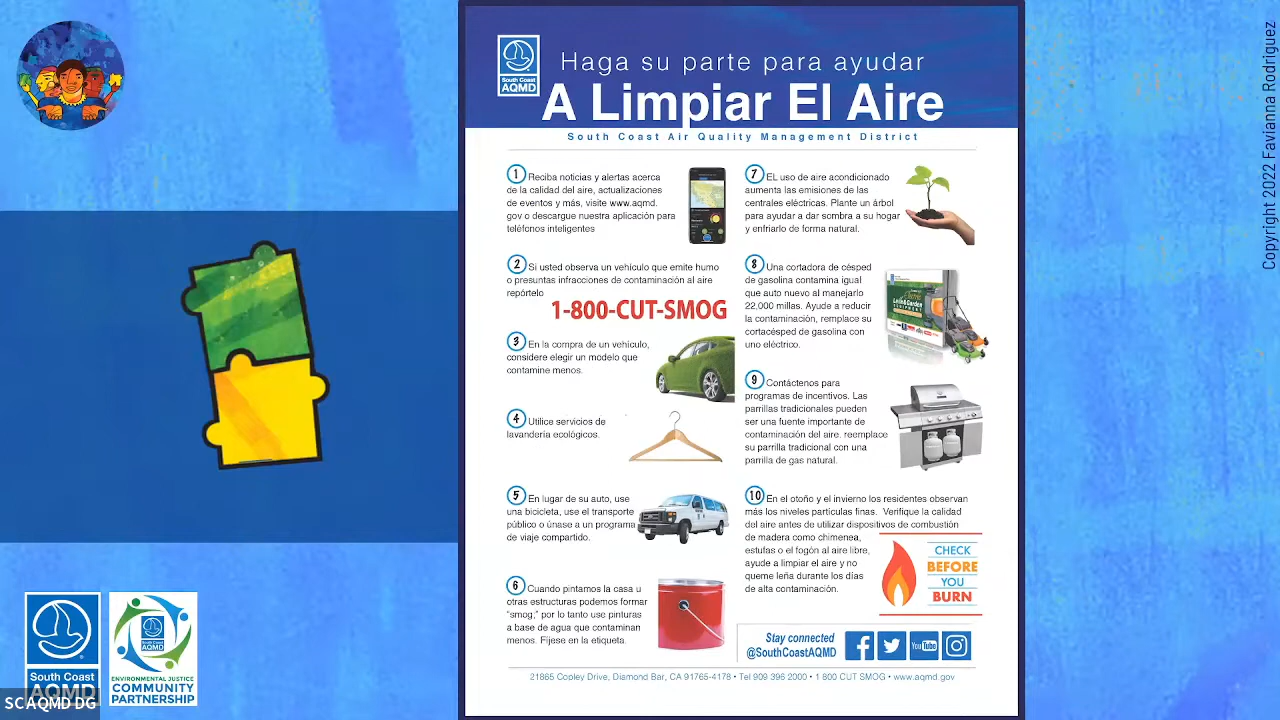 Haga su parte para ayudar
A Limpiar El Aire
South Coast Air Quality Management District
South Coast
AQMD
1 Reciba noticias y alertas acerca
de la calidad del aire, actualizaciones
de eventos y más, visite www.aqmd.
gov o descargue nuestra aplicación para
teléfonos inteligentes
2 Si usted observa un vehículo que emite humo
o presuntas infracciones de contaminación al aire
repórtelo
1-800-CUT-SMOG
3 En la compra de un vehículo,
considere elegir un modelo que
contamine menos.
4 Utilice servicios de
lavandería ecológicos.
5 En lugar de su auto, use
una bicicleta, use el transporte
público o únase a un programa
de viaje compartido.
6 Cuando pintamos la casa u
otras estructuras podemos formar
"smog;" por lo tanto use pinturas
a base de agua que contaminan
menos. Fíjese en la etiqueta.
7 EL uso de aire acondicionado
aumenta las emisiones de las
centrales eléctricas. Plante un árbol
para ayudar a dar sombra a su hogar
y enfriarlo de forma natural.
8 Una cortadora de césped
de gasolina contamina igual
que auto nuevo al manejarlo
22,000 millas. Ayude a reducir
la contaminación, remplace su
cortacésped de gasolina con
uno eléctrico.
9 Contáctenos para
programas de incentivos. Las
parrillas tradicionales pueden
ser una fuente importante de
contaminación del aire. reemplace
su parrilla tradicional con una
parrilla de gas natural.
10 En el otoño y el invierno los residentes observan
más los niveles partículas finas. Verifique la calidad
del aire antes de utilizar dispositivos de combustión
de madera como chimenea,
estufas o el fogón al aire libre,
ayude a limpiar el aire y no
queme leña durante los días
de alta contaminación.
CHECK
BEFORE
YOU
BURN
Stay connected
@SouthCoastAQMD
You Tube
21865 Copley Drive, Diamond Bar, CA 91765-4178 • Tel 909 396 2000 • 1 800 CUT SMOG • www.aqmd gov
South Coast
AQMD
South Coast
AQMD
ENVIRONMENTAL JUSTICE
COMMUNITY
PARTNERSHIP
SC AQMD DG
Copyright 2022 Favianna Rodriguez